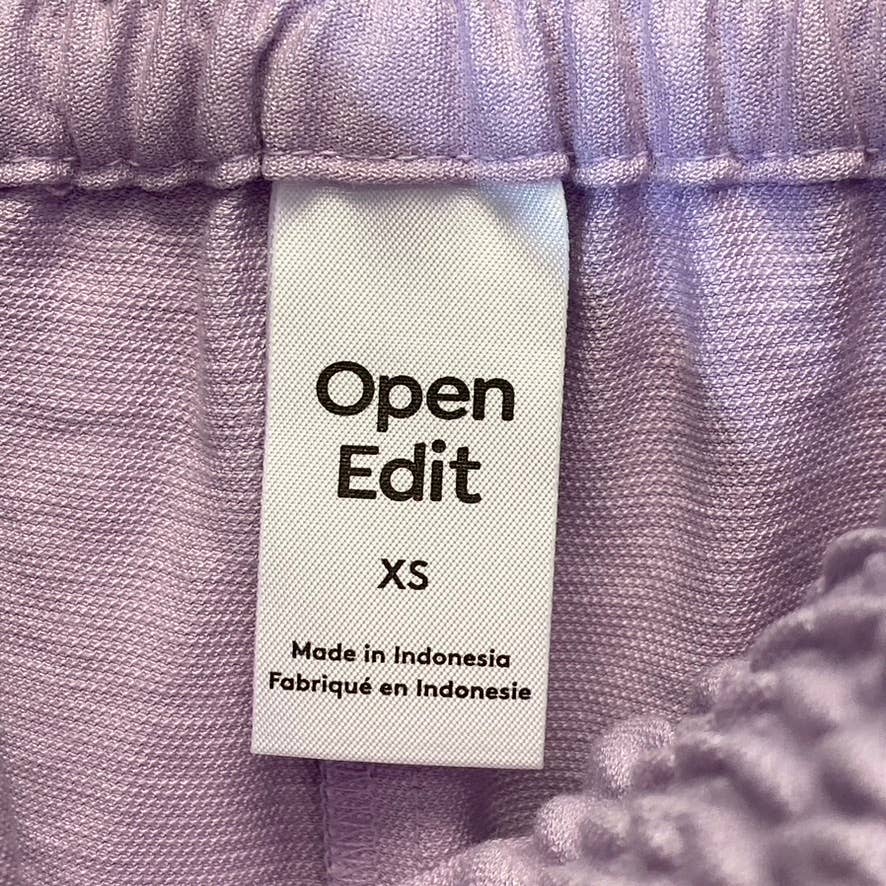 Open
Edit
XS
Made in Indonesia
Fabriqué en Indonesie